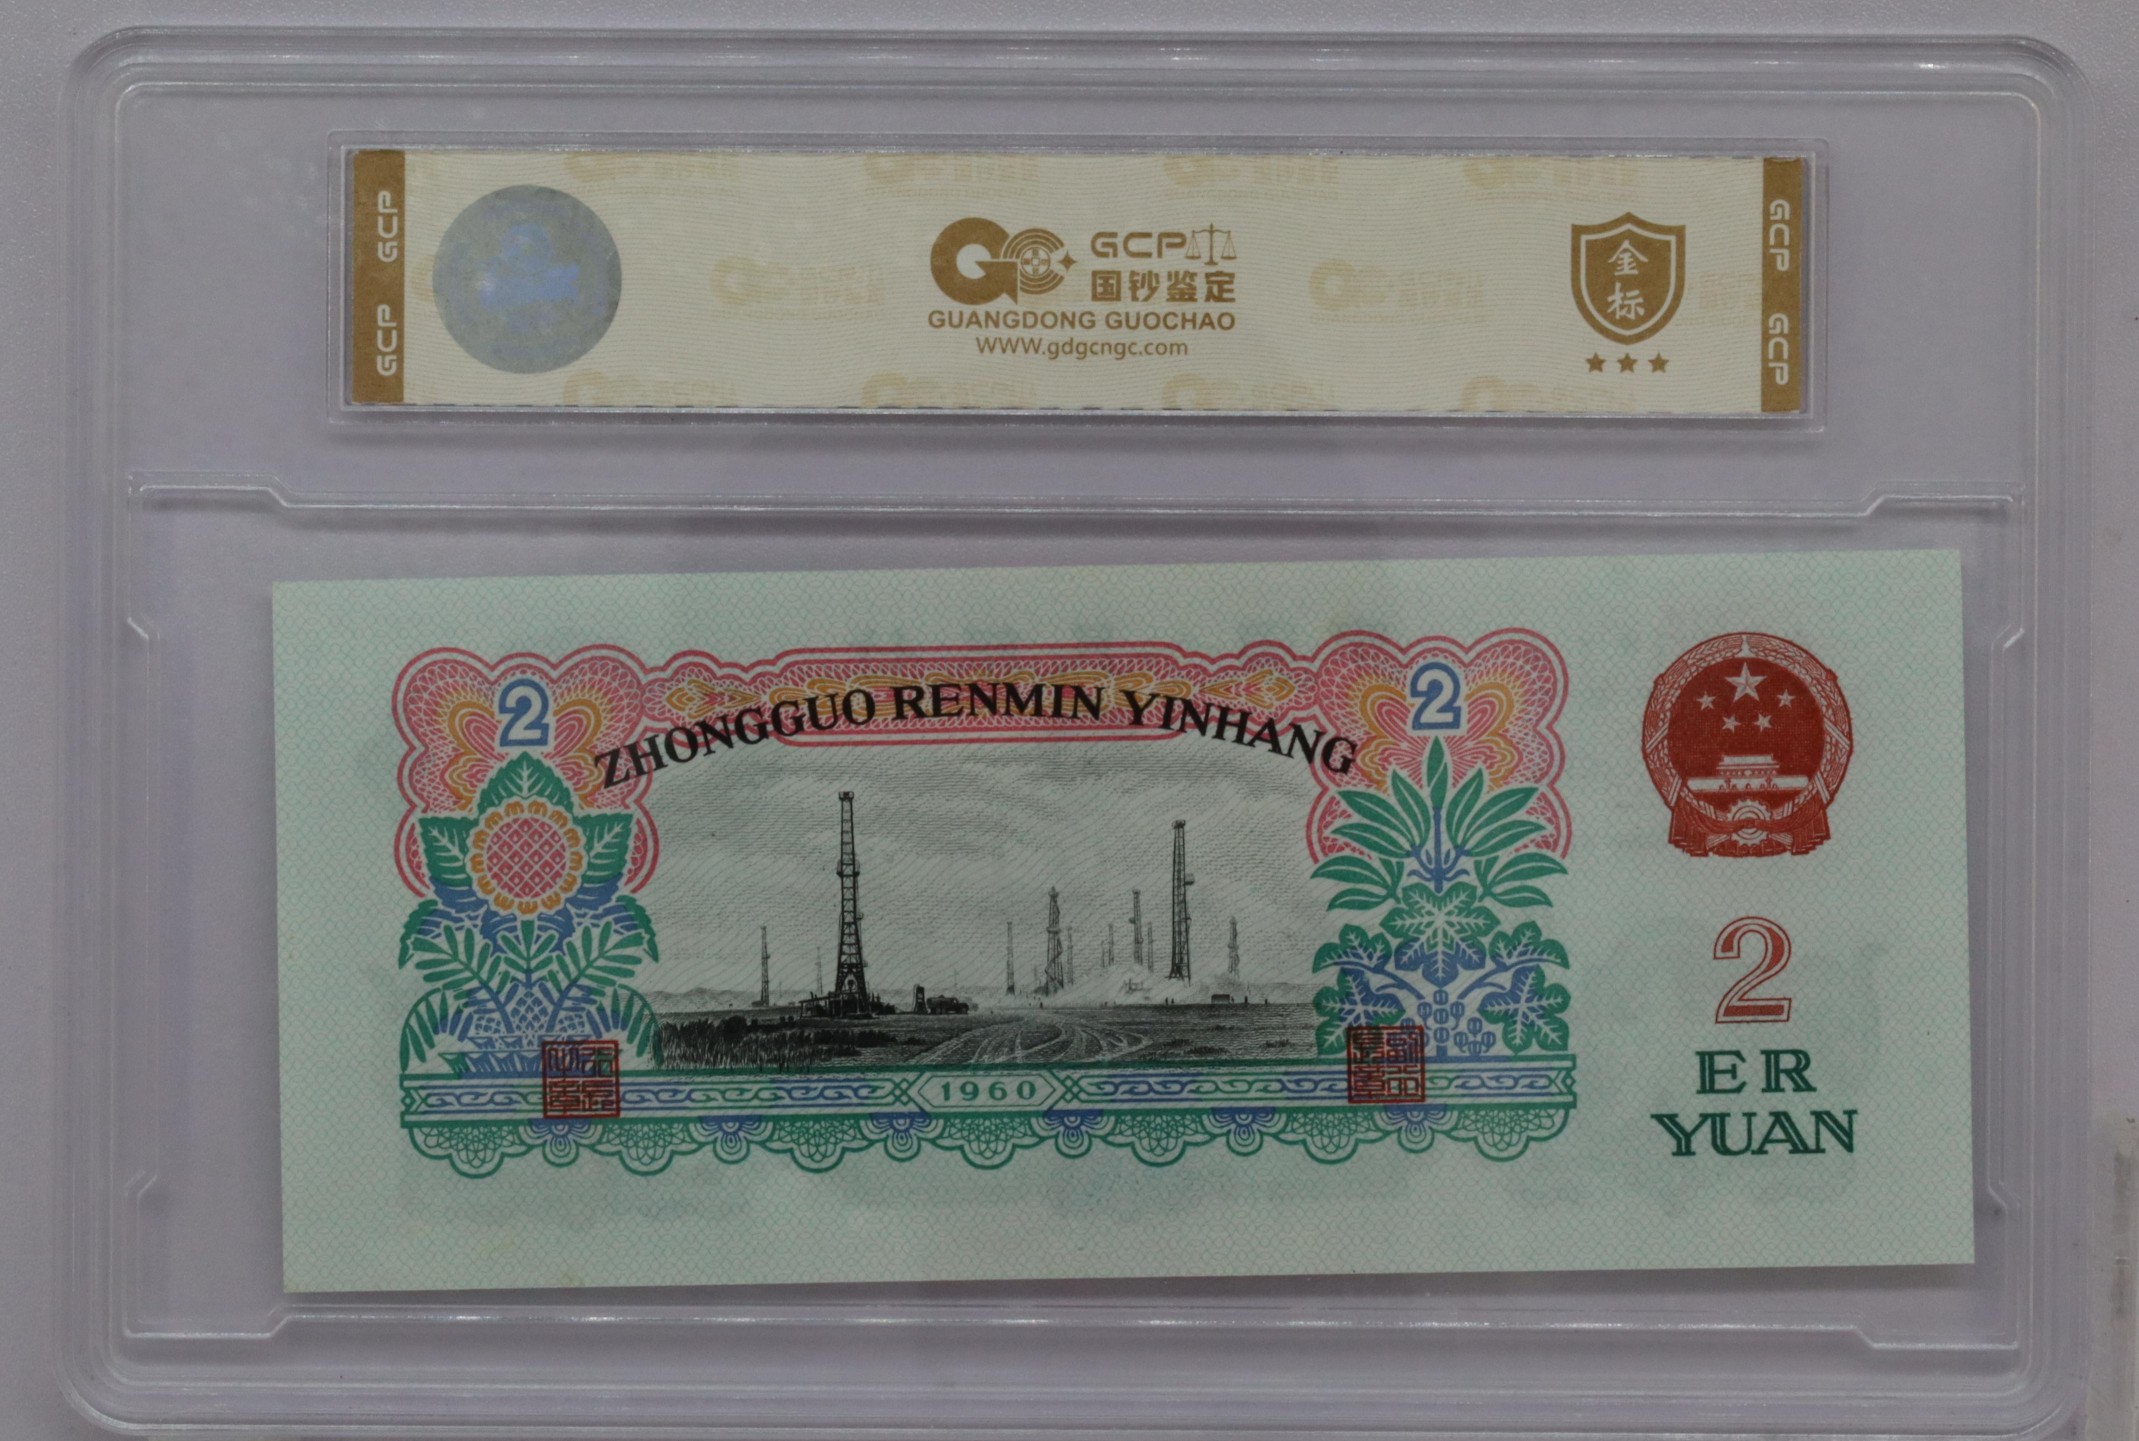 GCP GCP
GCP
国钞鉴定
GUANGDONG GUOCHAO
WWW.gdgcngc.com
金
标
GCP GCP
2
2
ZHONGGUO RENMIN YINHANG
1960
2
ER
YUAN